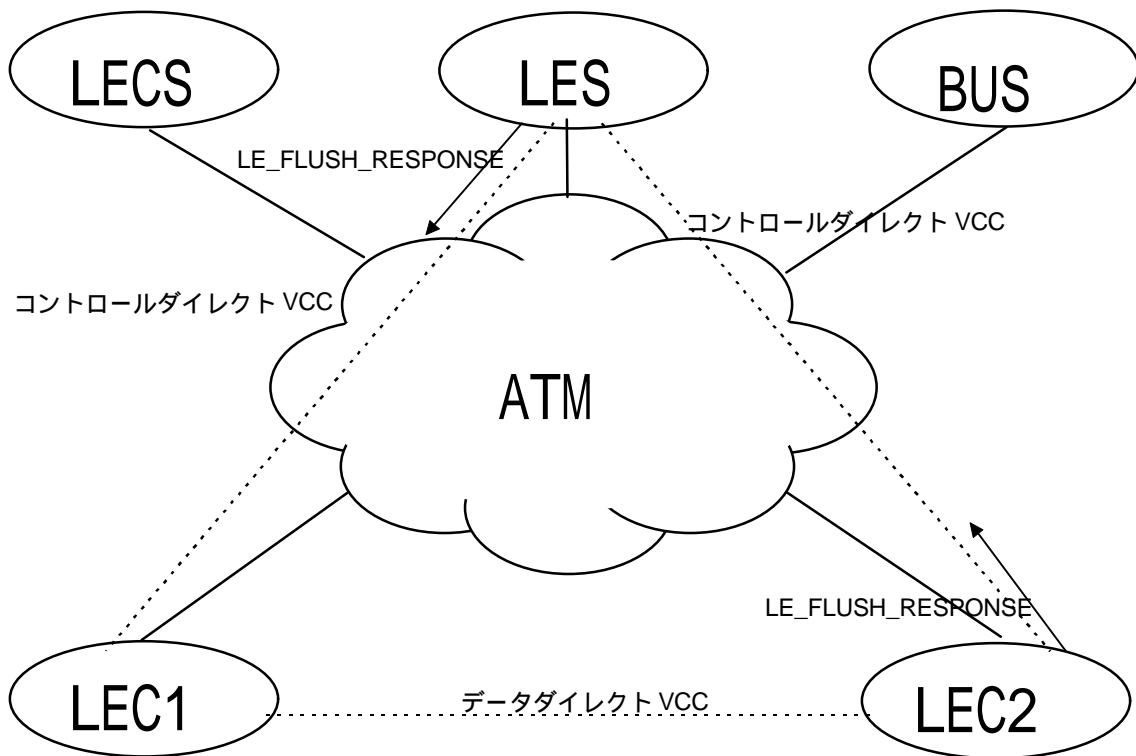 LECS
LES
BUS
LE_FLUSH_RESPONSE
コントロールダイレクト VCC
コントロールダイレクト VCC
ATM
LE_FLUSH_RESPONSE
LEC1
データダイレクト VCC
LEC2